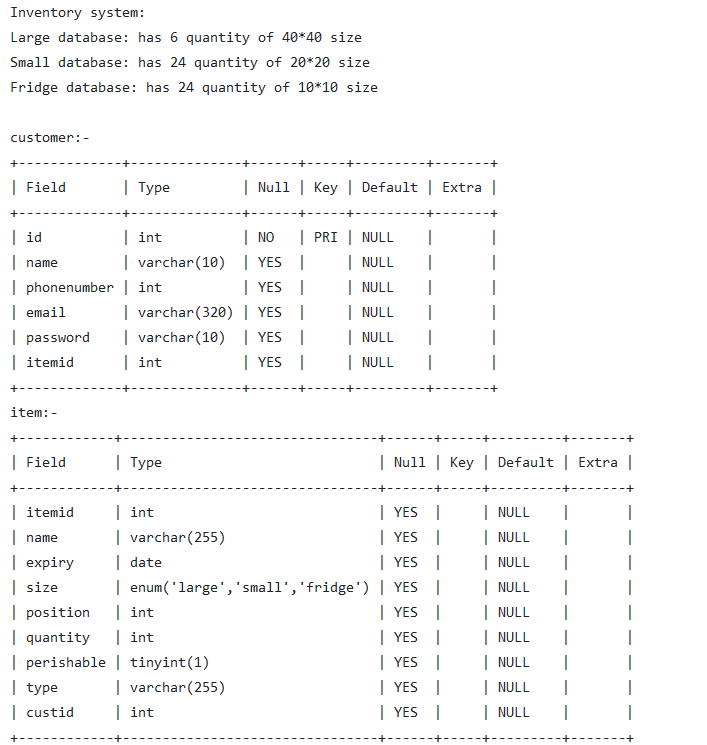 Inventory system:
Large database: has 6 quantity of 40*40 size
Small database: has 24 quantity of 20*20 size
Fridge database: has 24 quantity of 10*10 size
customer:-
+-------------+--------------+------+-----+---------+-------+
| Field       | Type         | Null | Key | Default | Extra |
+-------------+--------------+------+-----+---------+-------+
| id          | int          | NO   | PRI | NULL    |       |
| name        | varchar(10)  | YES  |     | NULL    |       |
| phonenumber | int          | YES  |     | NULL    |       |
| email       | varchar(320) | YES  |     | NULL    |       |
| password    | varchar(10)  | YES  |     | NULL    |       |
| itemid      | int          | YES  |     | NULL    |       |
+-------------+--------------+------+-----+---------+-------+
item:-
+------------+--------------------------------+------+-----+---------+-------+
| Field      | Type                           | Null | Key | Default | Extra |
+------------+--------------------------------+------+-----+---------+-------+
| itemid     | int                            | YES  |     | NULL    |       |
| name       | varchar(255)                   | YES  |     | NULL    |       |
| expiry     | date                           | YES  |     | NULL    |       |
| size       | enum('large','small','fridge') | YES  |     | NULL    |       |
| position   | int                            | YES  |     | NULL    |       |
| quantity   | int                            | YES  |     | NULL    |       |
| perishable | tinyint(1)                     | YES  |     | NULL    |       |
| type       | varchar(255)                   | YES  |     | NULL    |       |
| custid     | int                            | YES  |     | NULL    |       |
+------------+--------------------------------+------+-----+---------+-------+